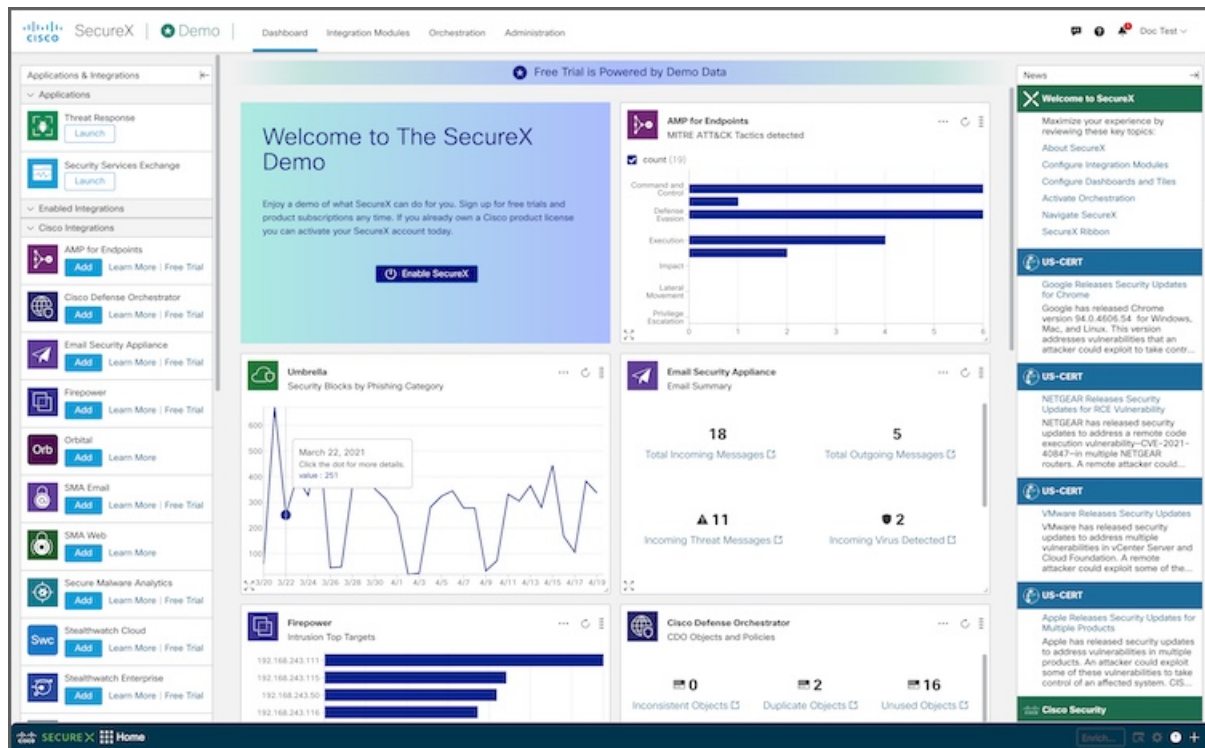 CISCO SecureX Demo Dashboard Integration Modules Orchestration Administration Doc Test
Applications & Integrations
Applications
Threat Response
Launch
Security Services Exchange
Launch
Enabled Integrations
Cisco Integrations
AMP for Endpoints
Add Learn More | Free Trial
Cisco Defense Orchestrator
Add Learn More | Free Trial
Email Security Appliance
Add Learn More | Free Trial
Firepower
Add Learn More | Free Trial
Orb
Orbital
Add Learn More
SMA Email
Add Learn More | Free Trial
SMA Web
Add Learn More
Secure Malware Analytics
Add Learn More | Free Trial
Swc
Stealthwatch Cloud
Add Learn More | Free Trial
Stealthwatch Enterprise
Add Learn More | Free Trial
Free Trial is Powered by Demo Data
Welcome to The SecureX
Demo
Enjoy a demo of what SecureX can do for you. Sign up for free trials and
product subscriptions any time. If you already own a Cisco product license
you can activate your SecureX account today.
Enable SecureX
AMP for Endpoints
MITRE ATT&CK Tactics detected
count (19)
Command and
Control
Defense
Evasion
Execution
Impact
Lateral
Movement
Privilege
Escalation
0 1 2 3 4 5 6
Umbrella
Security Blocks by Phishing Category
600
500
400
300
200
100
March 22, 2021
Click the dot for more details.
value : 251
3/20 3/22 3/24 3/26 3/28 3/30 4/1 4/3 4/5 4/7 4/9 4/11 4/13 4/15 4/17 4/19
Email Security Appliance
Email Summary
18 5
Total Incoming Messages Total Outgoing Messages
11 2
Incoming Threat Messages Incoming Virus Detected
Firepower
Intrusion Top Targets
192.168.243.111
192.168.243.115
192.168.243.50
192.168.243.116
Cisco Defense Orchestrator
CDO Objects and Policies
0 2 16
Inconsistent Objects Duplicate Objects Unused Objects
News
Welcome to SecureX
Maximize your experience by
reviewing these key topics:
About SecureX
Configure Integration Modules
Configure Dashboards and Tiles
Activate Orchestration
Navigate SecureX
SecureX Ribbon
US-CERT
Google Releases Security Updates
for Chrome
Google has released Chrome
version 94.0.4606.54 for Windows,
Mac, and Linux. This version
addresses vulnerabilities that an
attacker could exploit to take contr...
US-CERT
NETGEAR Releases Security
Updates for RCE Vulnerability
NETGEAR has released security
updates to address a remote code
execution vulnerability—CVE-2021-
40847—in multiple NETGEAR
routers. A remote attacker could...
US-CERT
VMware Releases Security Updates
VMware has released security
updates to address multiple
vulnerabilities in vCenter Server and
Cloud Foundation. A remote
attacker could exploit some of the...
US-CERT
Apple Releases Security Updates for
Multiple Products
Apple has released security updates
to address vulnerabilities in multiple
products. An attacker could exploit
some of these vulnerabilities to take
control of an affected system. CIS...
Cisco Security
CISCO SECUREX Home Enrich...